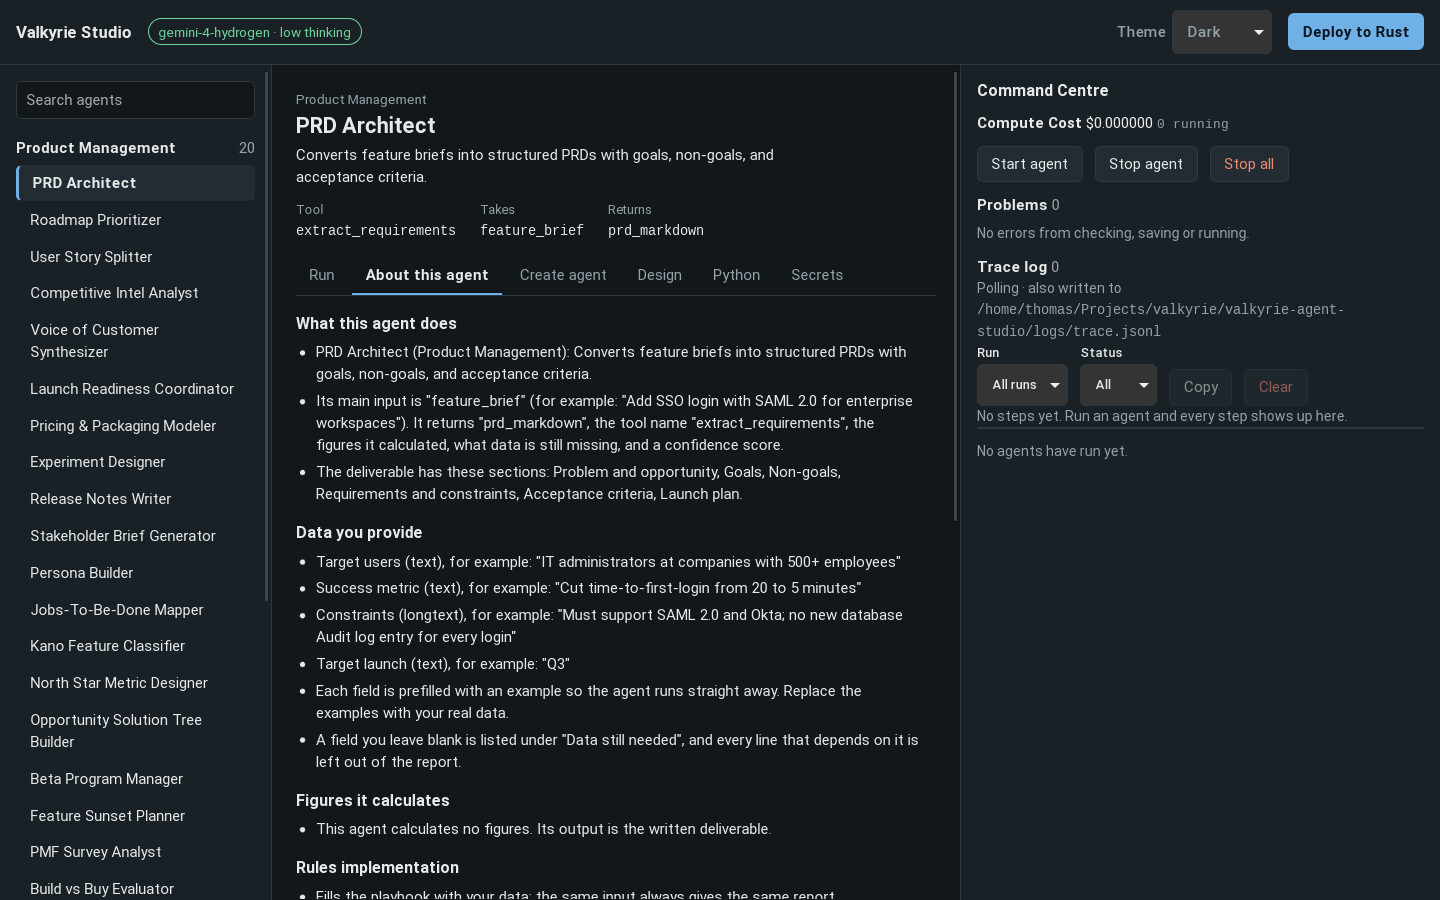 Valkyrie Studio
gemini-4-hydrogen · low thinking
Theme
Dark
Deploy to Rust
Search agents
Product Management 20
PRD Architect
Roadmap Prioritizer
User Story Splitter
Competitive Intel Analyst
Voice of Customer
Synthesizer
Launch Readiness Coordinator
Pricing & Packaging Modeler
Experiment Designer
Release Notes Writer
Stakeholder Brief Generator
Persona Builder
Jobs-To-Be-Done Mapper
Kano Feature Classifier
North Star Metric Designer
Opportunity Solution Tree
Builder
Beta Program Manager
Feature Sunset Planner
PMF Survey Analyst
Build vs Buy Evaluator
Product Management
PRD Architect
Converts feature briefs into structured PRDs with goals, non-goals, and
acceptance criteria.
Tool Takes Returns
extract_requirements feature_brief prd_markdown
Run About this agent Create agent Design Python Secrets
What this agent does
• PRD Architect (Product Management): Converts feature briefs into structured PRDs with
goals, non-goals, and acceptance criteria.
• Its main input is "feature_brief" (for example: "Add SSO login with SAML 2.0 for enterprise
workspaces"). It returns "prd_markdown", the tool name "extract_requirements", the
figures it calculated, what data is still missing, and a confidence score.
• The deliverable has these sections: Problem and opportunity, Goals, Non-goals,
Requirements and constraints, Acceptance criteria, Launch plan.
Data you provide
• Target users (text), for example: "IT administrators at companies with 500+ employees"
• Success metric (text), for example: "Cut time-to-first-login from 20 to 5 minutes"
• Constraints (longtext), for example: "Must support SAML 2.0 and Okta; no new database
Audit log entry for every login"
• Target launch (text), for example: "Q3"
• Each field is prefilled with an example so the agent runs straight away. Replace the
examples with your real data.
• A field you leave blank is listed under "Data still needed", and every line that depends on it is
left out of the report.
Figures it calculates
• This agent calculates no figures. Its output is the written deliverable.
Rules implementation
• Fills the playbook with your data; the same input always gives the same report.
Command Centre
Compute Cost $0.000000 0 running
Start agent Stop agent Stop all
Problems 0
No errors from checking, saving or running.
Trace log 0
Polling · also written to
/home/thomas/Projects/valkyrie/valkyrie-agent-
studio/logs/trace.jsonl
Run Status
All runs All Copy Clear
No steps yet. Run an agent and every step shows up here.
No agents have run yet.